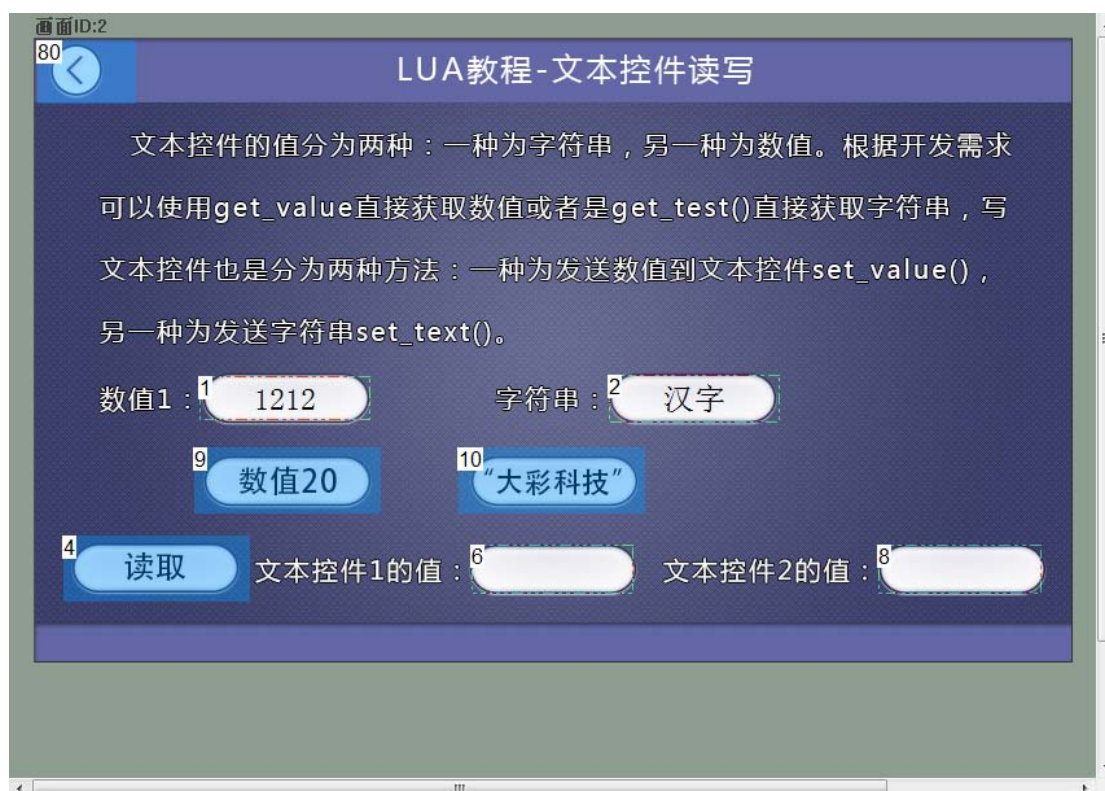 画面ID:2
80
LUA教程-文本控件读写
文本控件的值分为两种：一种为字符串，另一种为数值。根据开发需求
可以使用get_value直接获取数值或者是get_test()直接获取字符串，写
文本控件也是分为两种方法：一种为发送数值到文本控件set_value()，
另一种为发送字符串set_text()。
数值1： 1 1212 字符串： 2 汉字
9 数值20 10 “大彩科技”
4 读取 文本控件1的值： 6 文本控件2的值： 8